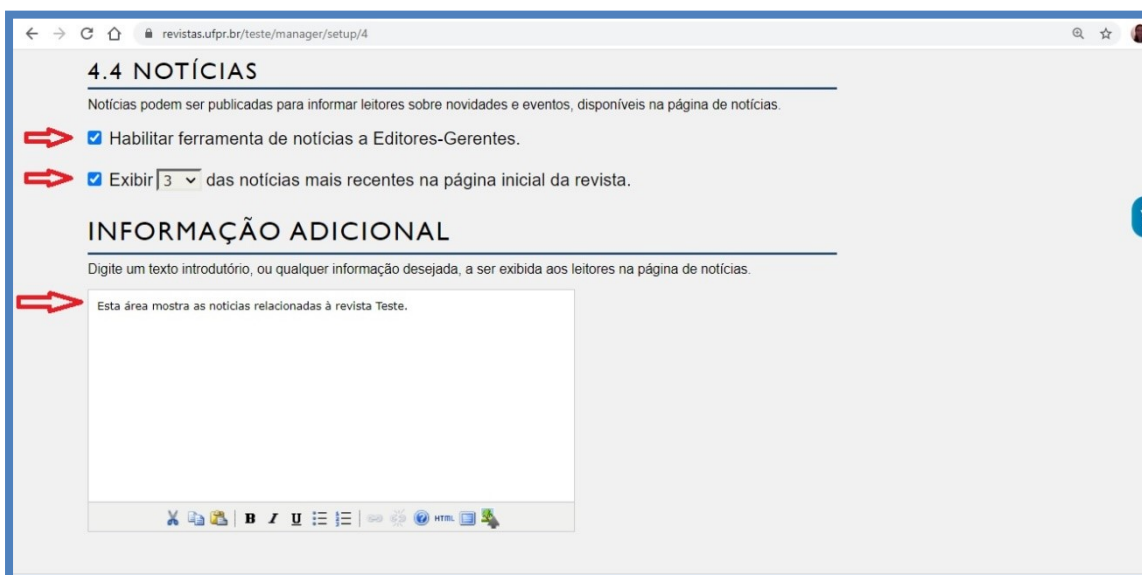 revistas.ufpr.br/teste/manager/setup/4
4.4 NOTÍCIAS
Notícias podem ser publicadas para informar leitores sobre novidades e eventos, disponíveis na página de notícias.
Habilitar ferramenta de notícias a Editores-Gerentes.
Exibir 3 das notícias mais recentes na página inicial da revista.
INFORMAÇÃO ADICIONAL
Digite um texto introdutório, ou qualquer informação desejada, a ser exibida aos leitores na página de notícias.
Esta área mostra as noticias relacionadas à revista Teste.
B I U HTML